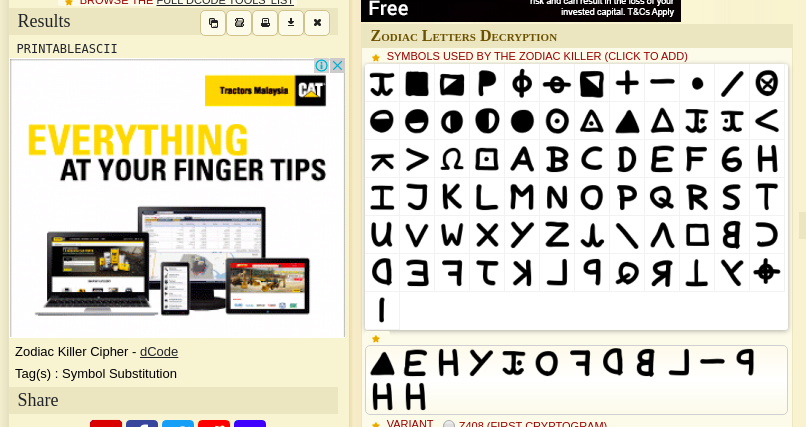 BROWSE THE FULL DCODE TOOLS' LIST
Results
PRINTABLEASCII
Tractors Malaysia CAT
EVERYTHING
AT YOUR FINGER TIPS
Zodiac Killer Cipher - dCode
Tag(s) : Symbol Substitution
Share
Free
risk and can result in the loss of your
invested capital. T&Cs Apply
Zodiac Letters Decryption
SYMBOLS USED BY THE ZODIAC KILLER (CLICK TO ADD)
VARIANT Z408 (FIRST CRYPTOGRAM)